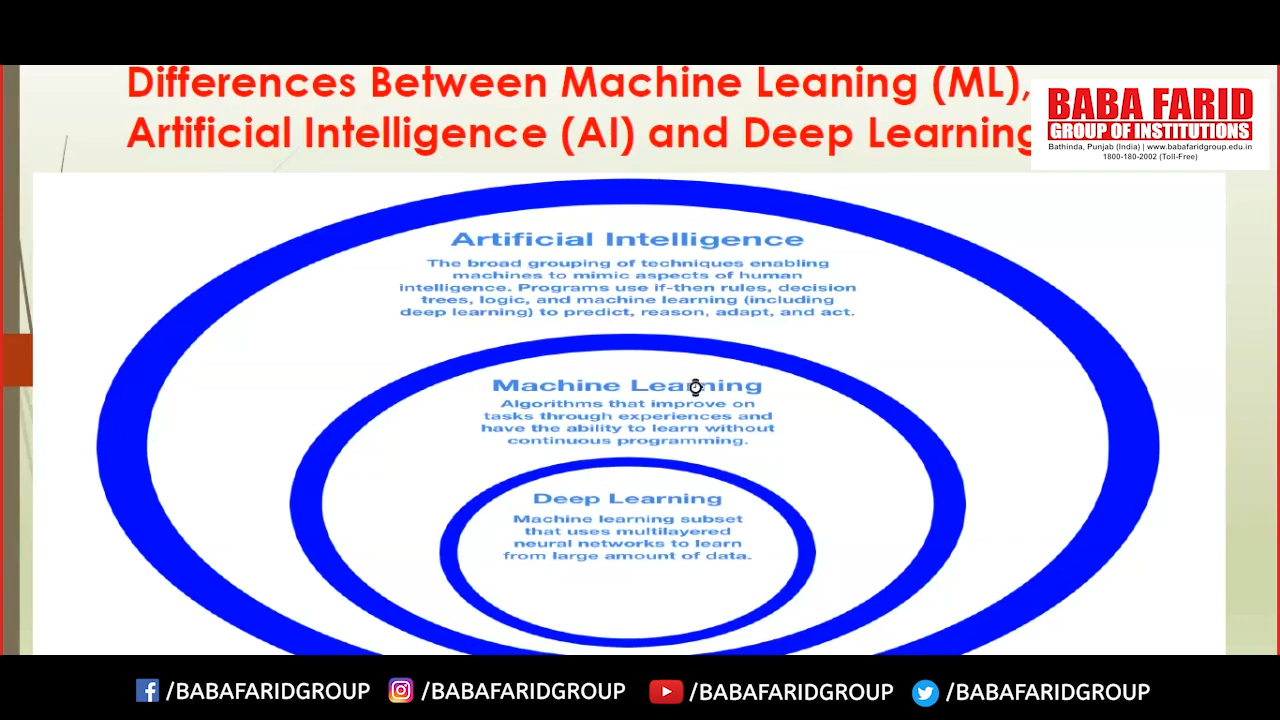 Differences Between Machine Leaning (ML),
Artificial Intelligence (AI) and Deep Learning
BABA FARID
GROUP OF INSTITUTIONS
Bathinda, Punjab (India) | www.babafaridgroup.edu.in
1800-180-2002 (Toll-Free)
Artificial Intelligence
The broad grouping of techniques enabling
machines to mimic aspects of human
intelligence. Programs use if-then rules, decision
trees, logic, and machine learning (including
deep learning) to predict, reason, adapt, and act.
Machine Learning
Algorithms that improve on
tasks through experiences and
have the ability to learn without
continuous programming.
Deep Learning
Machine learning subset
that uses multilayered
neural networks to learn
from large amount of data.
/BABAFARIDGROUP
/BABAFARIDGROUP
/BABAFARIDGROUP
/BABAFARIDGROUP